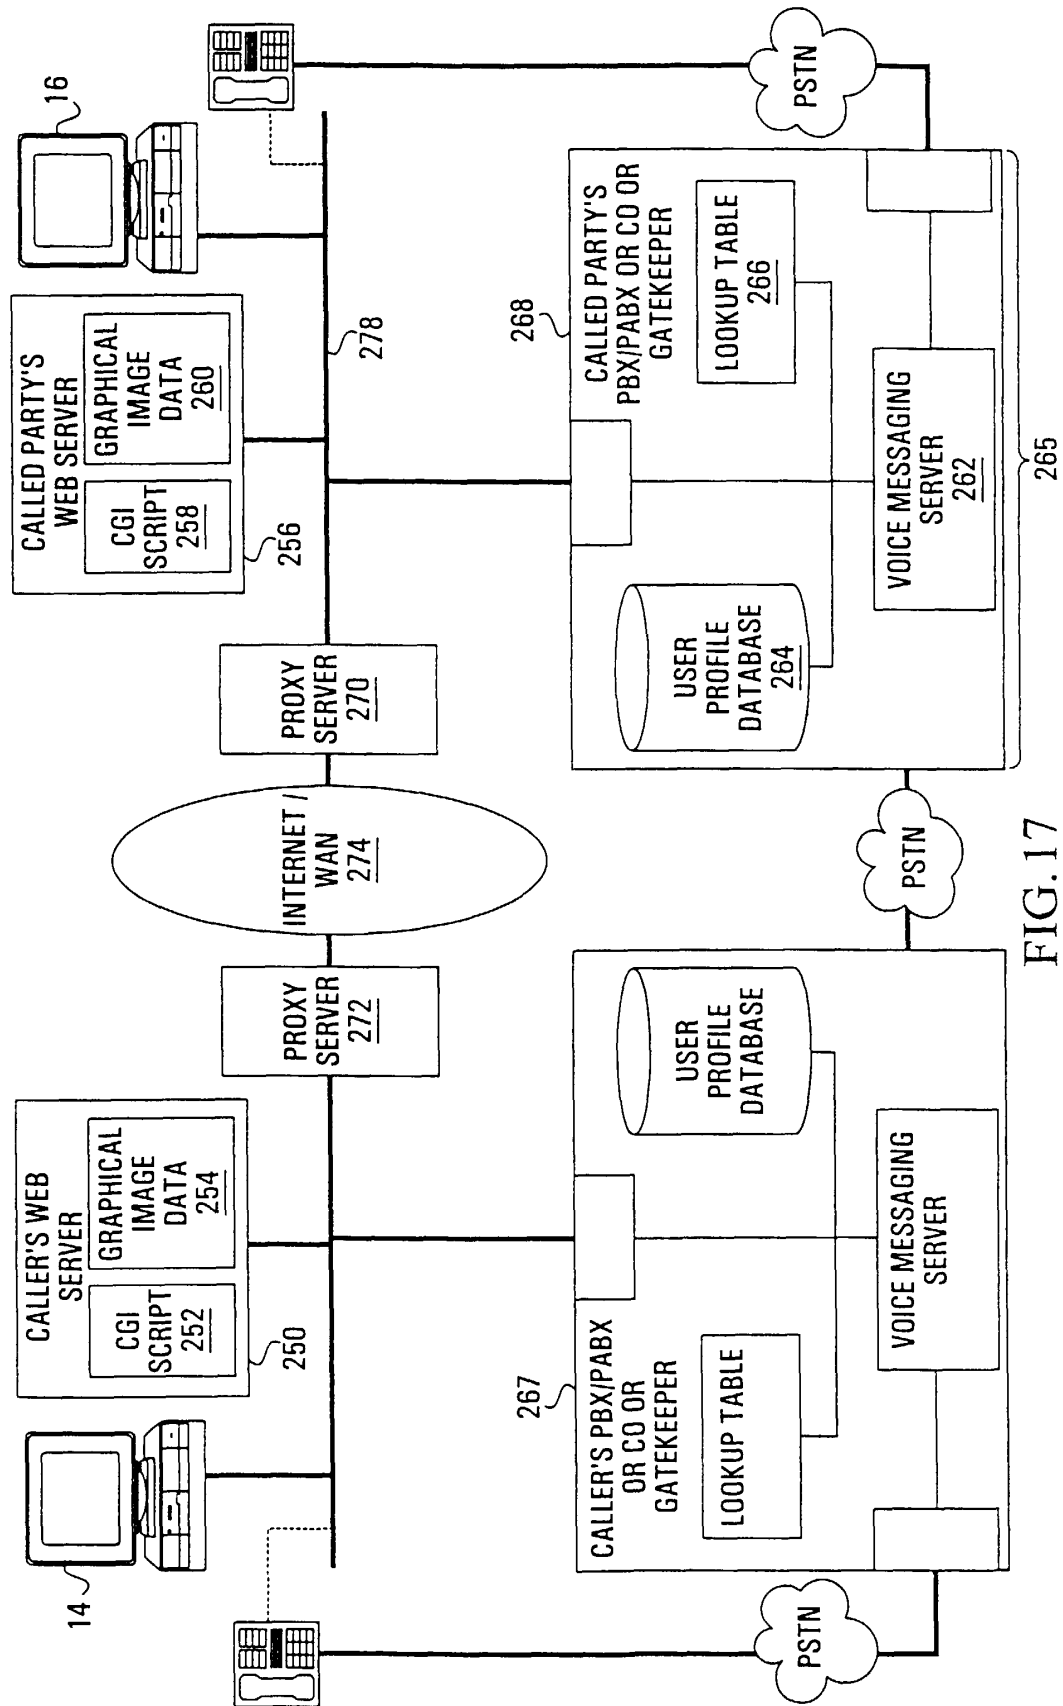 14
CALLER'S WEB
SERVER
CGI
SCRIPT
252
GRAPHICAL
IMAGE
DATA
254
250
PROXY
SERVER
272
INTERNET /
WAN
274
PROXY
SERVER
270
CALLED PARTY'S
WEB SERVER
CGI
SCRIPT
258
GRAPHICAL
IMAGE
DATA
260
256
16
278
267
CALLER'S PBX/PABX
OR CO OR
GATEKEEPER
LOOKUP TABLE
USER
PROFILE
DATABASE
VOICE MESSAGING
SERVER
PSTN
PSTN
268
CALLED PARTY'S
PBX/PABX OR CO OR
GATEKEEPER
USER
PROFILE
DATABASE
264
LOOKUP TABLE
266
VOICE MESSAGING
SERVER
262
PSTN
265
FIG. 17